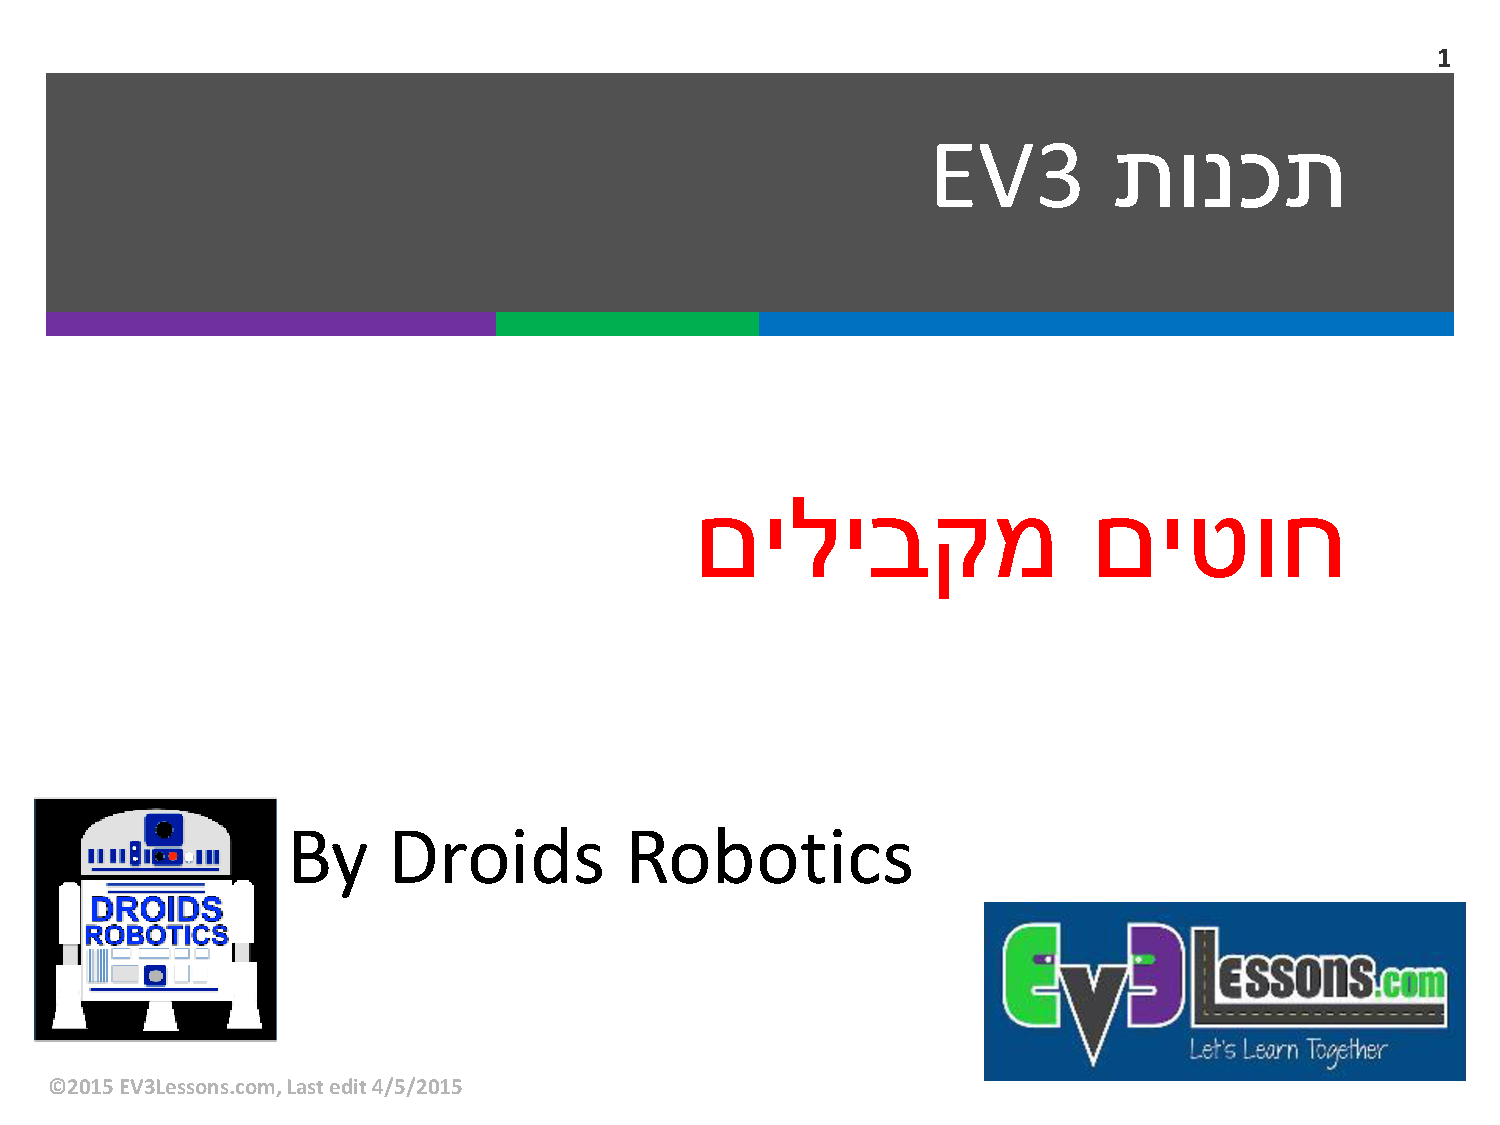 1
תכנות EV3
חוטים מקבילים
By Droids Robotics
DROIDS
ROBOTICS
Ev3Lessons.com
Let's Learn Together
©2015 EV3Lessons.com, Last edit 4/5/2015